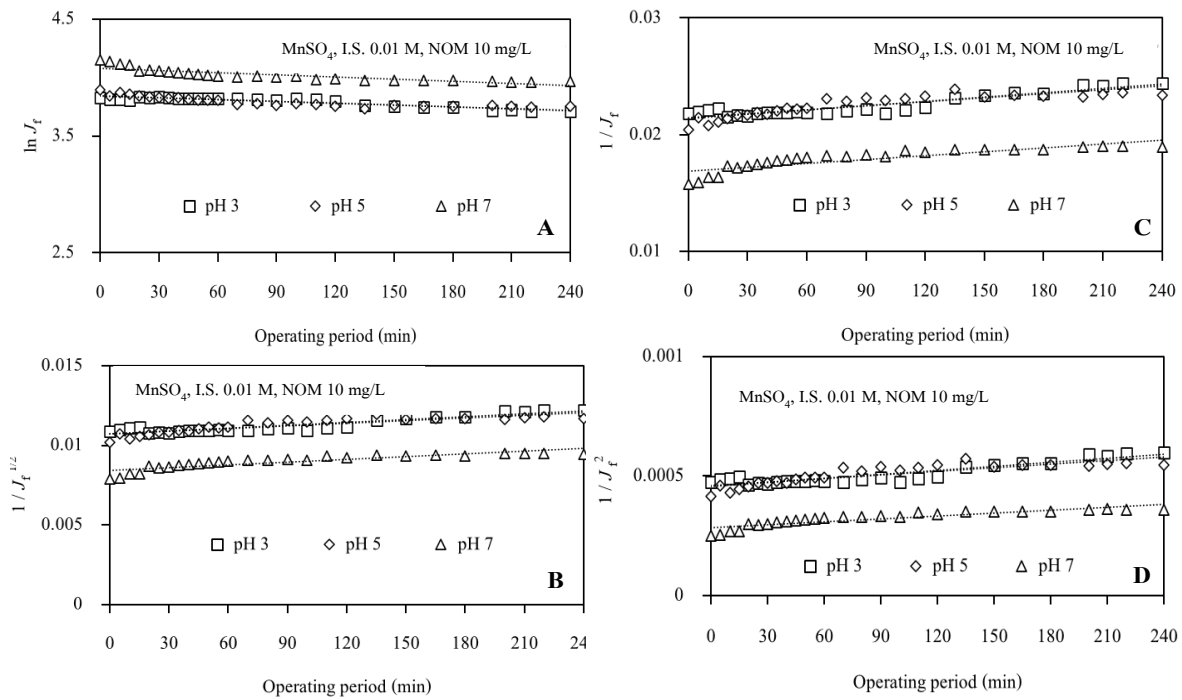 4.5
3.5
2.5
ln J_f
MnSO₄, I.S. 0.01 M, NOM 10 mg/L
pH 3 pH 5 pH 7
A
0 30 60 90 120 150 180 210 240
Operating period (min)
0.03
0.02
0.01
1 / J_f
MnSO₄, I.S. 0.01 M, NOM 10 mg/L
pH 3 pH 5 pH 7
C
0 30 60 90 120 150 180 210 240
Operating period (min)
0.015
0.01
0.005
0
1 / J_f^1/2
MnSO₄, I.S. 0.01 M, NOM 10 mg/L
pH 3 pH 5 pH 7
B
0 30 60 90 120 150 180 210 24
Operating period (min)
0.001
0.0005
0
1 / J_f^2
MnSO₄, I.S. 0.01 M, NOM 10 mg/L
pH 3 pH 5 pH 7
D
0 30 60 90 120 150 180 210 240
Operating period (min)